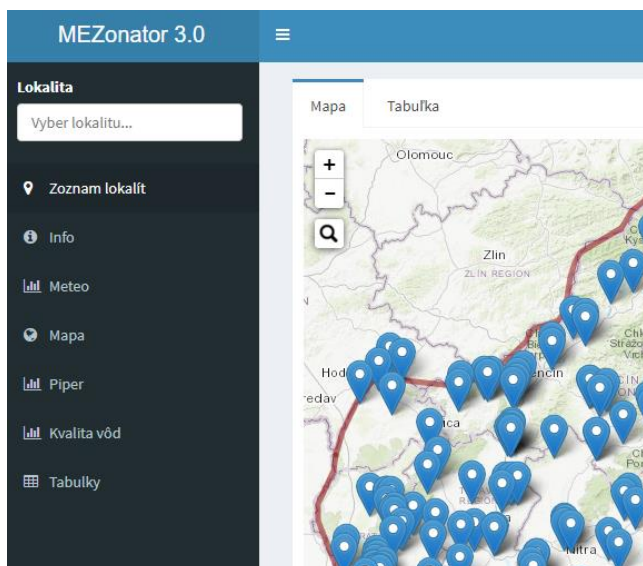 MEZonator 3.0
Lokalita
Vyber lokalitu...
Zoznam lokalít
Info
Meteo
Mapa
Piper
Kvalita vôd
Tabulky
Mapa
Tabuľka
+
−
Olomouc
Zlin
ZLIN REGION
Hod
Nitra